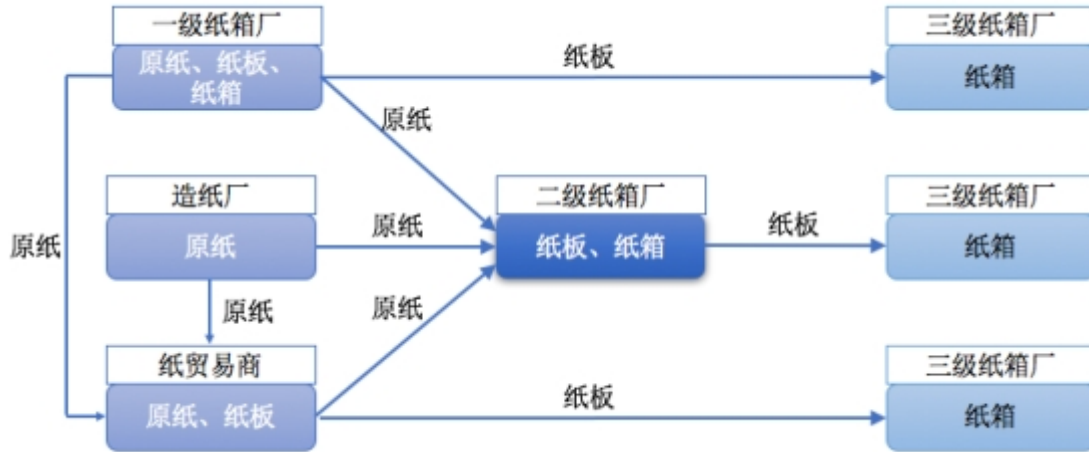 一级纸箱厂
原纸、纸板、
纸箱
纸板
三级纸箱厂
纸箱
原纸
造纸厂
原纸
原纸
原纸
二级纸箱厂
纸板、纸箱
纸板
三级纸箱厂
纸箱
原纸
原纸
纸贸易商
原纸、纸板
纸板
三级纸箱厂
纸箱